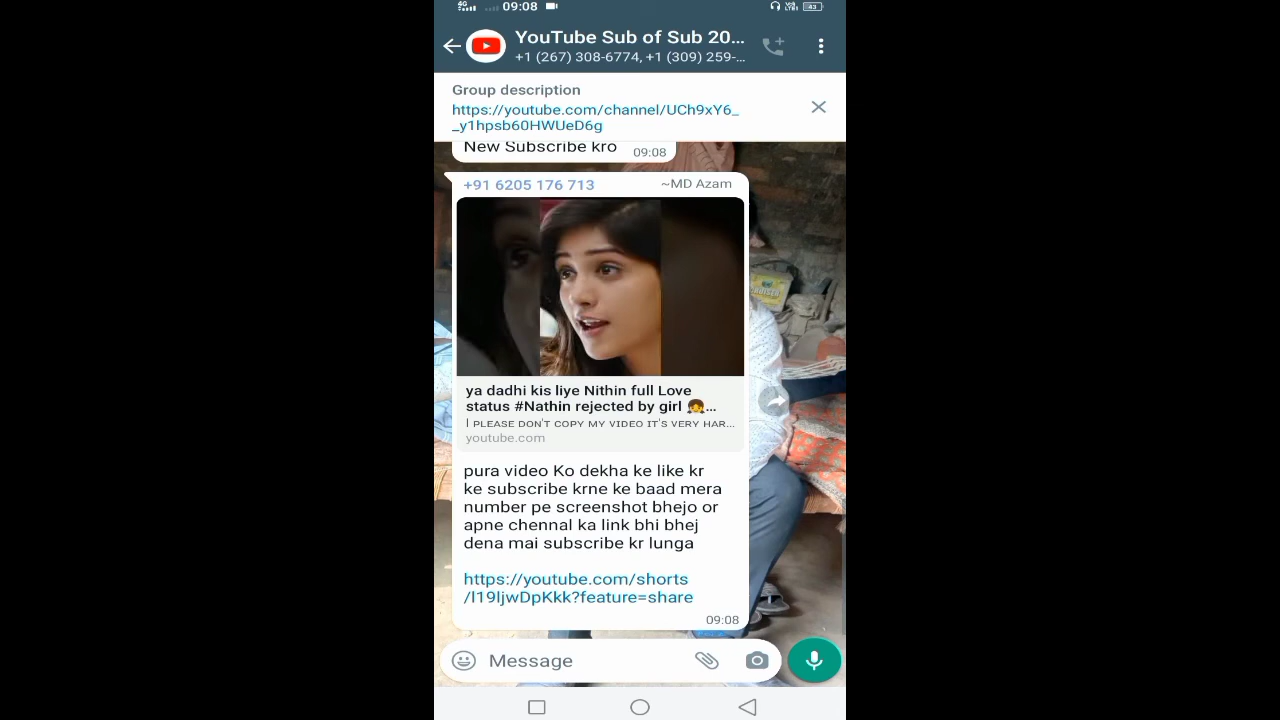 4G 09:08 43
YouTube Sub of Sub 20...
+1 (267) 308-6774, +1 (309) 259-...
Group description
https://youtube.com/channel/UCh9xY6_
_y1hpsb60HWUeD6g
New Subscribe kro 09:08
+91 6205 176 713 ~MD Azam
ya dadhi kis liye Nithin full Love
status #Nathin rejected by girl 👧...
I PLEASE DON'T COPY MY VIDEO IT'S VERY HAR...
youtube.com
pura video Ko dekha ke like kr
ke subscribe krne ke baad mera
number pe screenshot bhejo or
apne chennal ka link bhi bhej
dena mai subscribe kr lunga
https://youtube.com/shorts
/l19ljwDpKkk?feature=share
09:08
Message